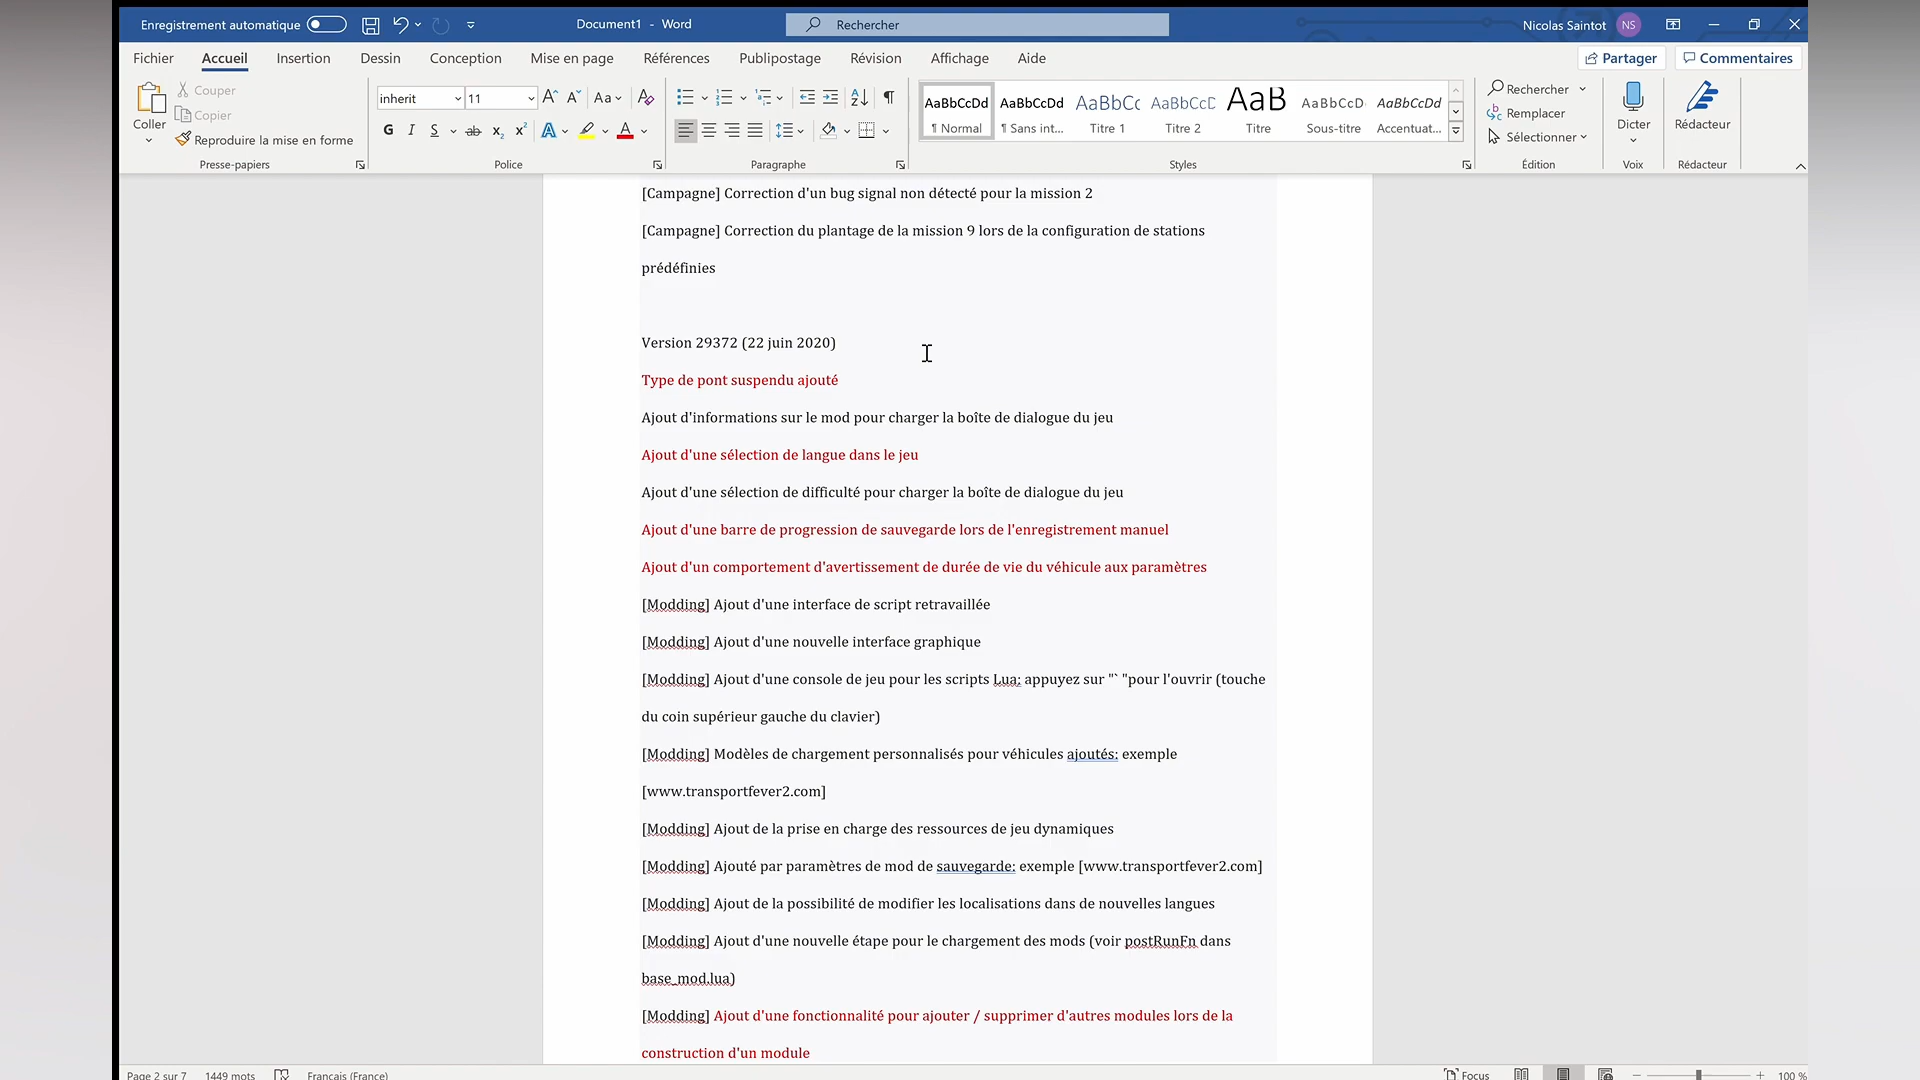 Enregistrement automatique
Document1 - Word
Rechercher
Nicolas Saintot NS
Fichier Accueil Insertion Dessin Conception Mise en page Références Publipostage Révision Affichage Aide Partager Commentaires
Coller
Couper
Copier
Reproduire la mise en forme
Presse-papiers
inherit 11
G I S ab x₂ x²
Police
Paragraphe
AaBbCcDd AaBbCcDd AaBbCc AaBbCcD AaB AaBbCcD AaBbCcDd
¶ Normal ¶ Sans int... Titre 1 Titre 2 Titre Sous-titre Accentuat...
Styles
Rechercher
Remplacer
Sélectionner
Édition
Dicter
Voix
Rédacteur
Rédacteur
[Campagne] Correction d'un bug signal non détecté pour la mission 2
[Campagne] Correction du plantage de la mission 9 lors de la configuration de stations
prédéfinies
Version 29372 (22 juin 2020)
Type de pont suspendu ajouté
Ajout d'informations sur le mod pour charger la boîte de dialogue du jeu
Ajout d'une sélection de langue dans le jeu
Ajout d'une sélection de difficulté pour charger la boîte de dialogue du jeu
Ajout d'une barre de progression de sauvegarde lors de l'enregistrement manuel
Ajout d'un comportement d'avertissement de durée de vie du véhicule aux paramètres
[Modding] Ajout d'une interface de script retravaillée
[Modding] Ajout d'une nouvelle interface graphique
[Modding] Ajout d'une console de jeu pour les scripts Lua; appuyez sur "` "pour l'ouvrir (touche
du coin supérieur gauche du clavier)
[Modding] Modèles de chargement personnalisés pour véhicules ajoutés: exemple
[www.transportfever2.com]
[Modding] Ajout de la prise en charge des ressources de jeu dynamiques
[Modding] Ajouté par paramètres de mod de sauvegarde: exemple [www.transportfever2.com]
[Modding] Ajout de la possibilité de modifier les localisations dans de nouvelles langues
[Modding] Ajout d'une nouvelle étape pour le chargement des mods (voir postRunFn dans
base_mod.lua)
[Modding] Ajout d'une fonctionnalité pour ajouter / supprimer d'autres modules lors de la
construction d'un module
Page 2 sur 7 1449 mots Français (France) Focus 100 %